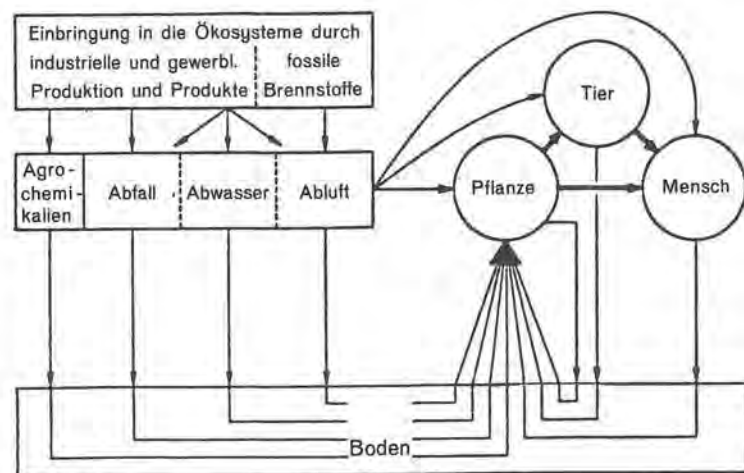 Einbringung in die Ökosysteme durch
industrielle und gewerbl. fossile
Produktion und Produkte Brennstoffe
Agro-
chemi-
kalien
Abfall
Abwasser
Abluft
Tier
Pflanze
Mensch
Boden